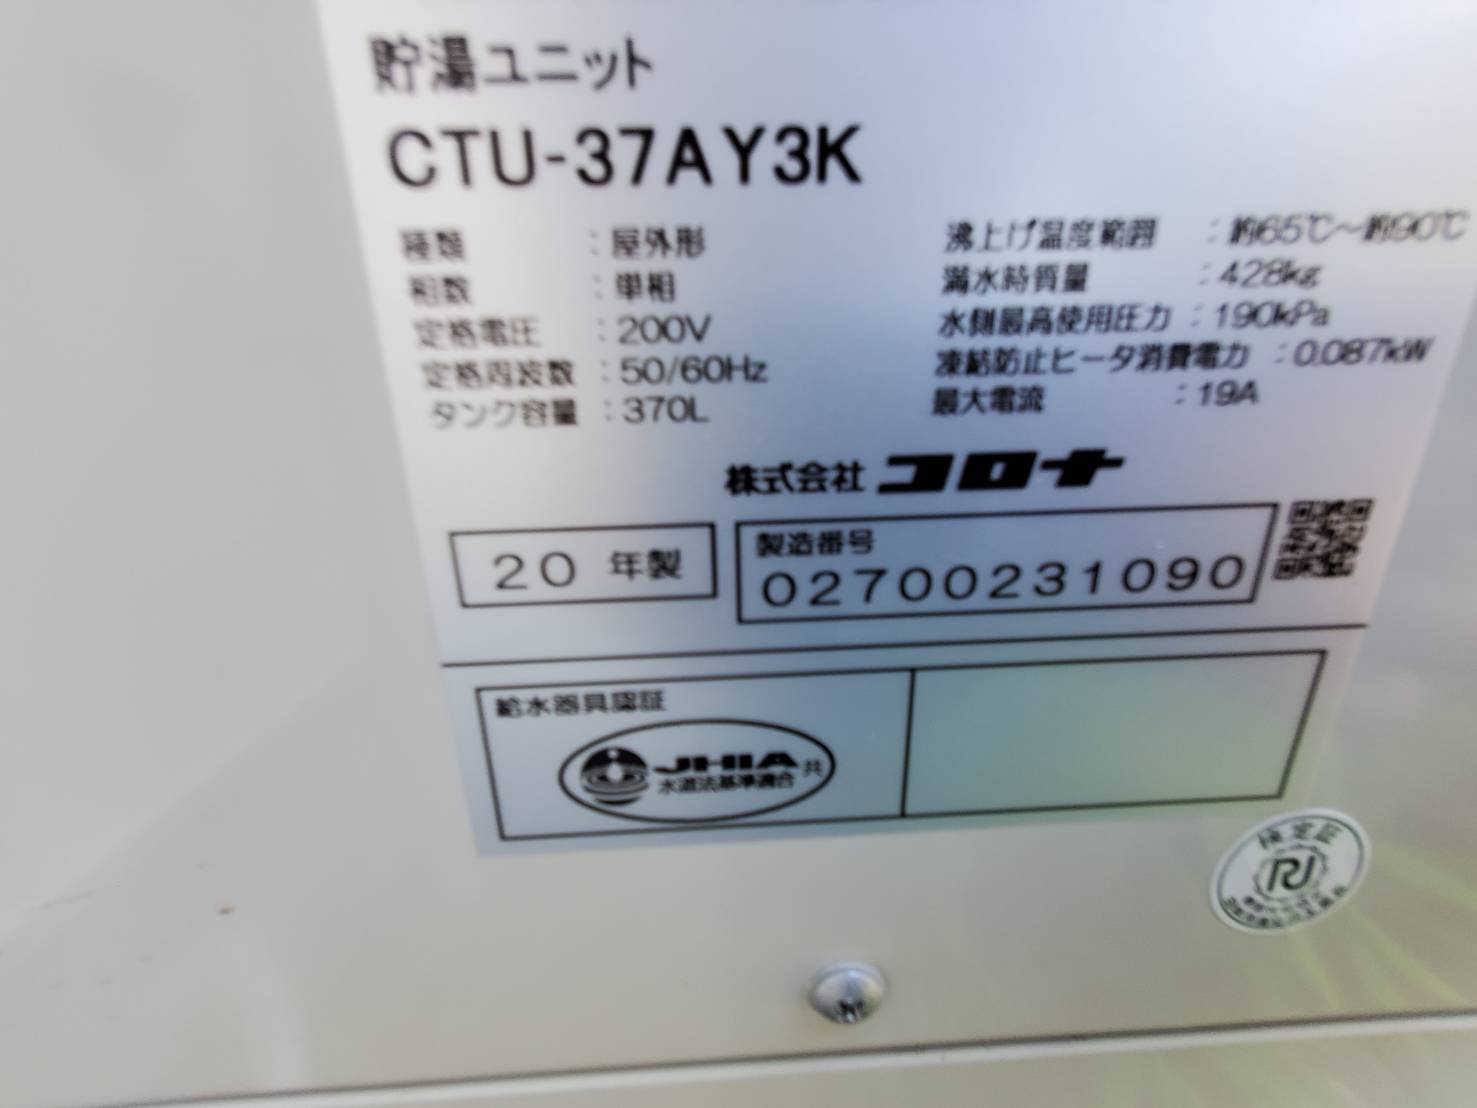 貯湯ユニット
CTU-37AY3K
種類 : 屋外形
相数 : 単相
定格電圧 : 200V
定格周波数 : 50/60Hz
タンク容量 : 370L
沸上げ温度範囲 : 約65℃~約90℃
満水時質量 : 428kg
水側最高使用圧力 : 190kPa
凍結防止ヒータ消費電力 : 0.087kW
最大電流 : 19A
株式会社 コロナ
20 年製
製造番号
02700231090
給水器具認証
JHIA 共
水道法基準適合
検定証